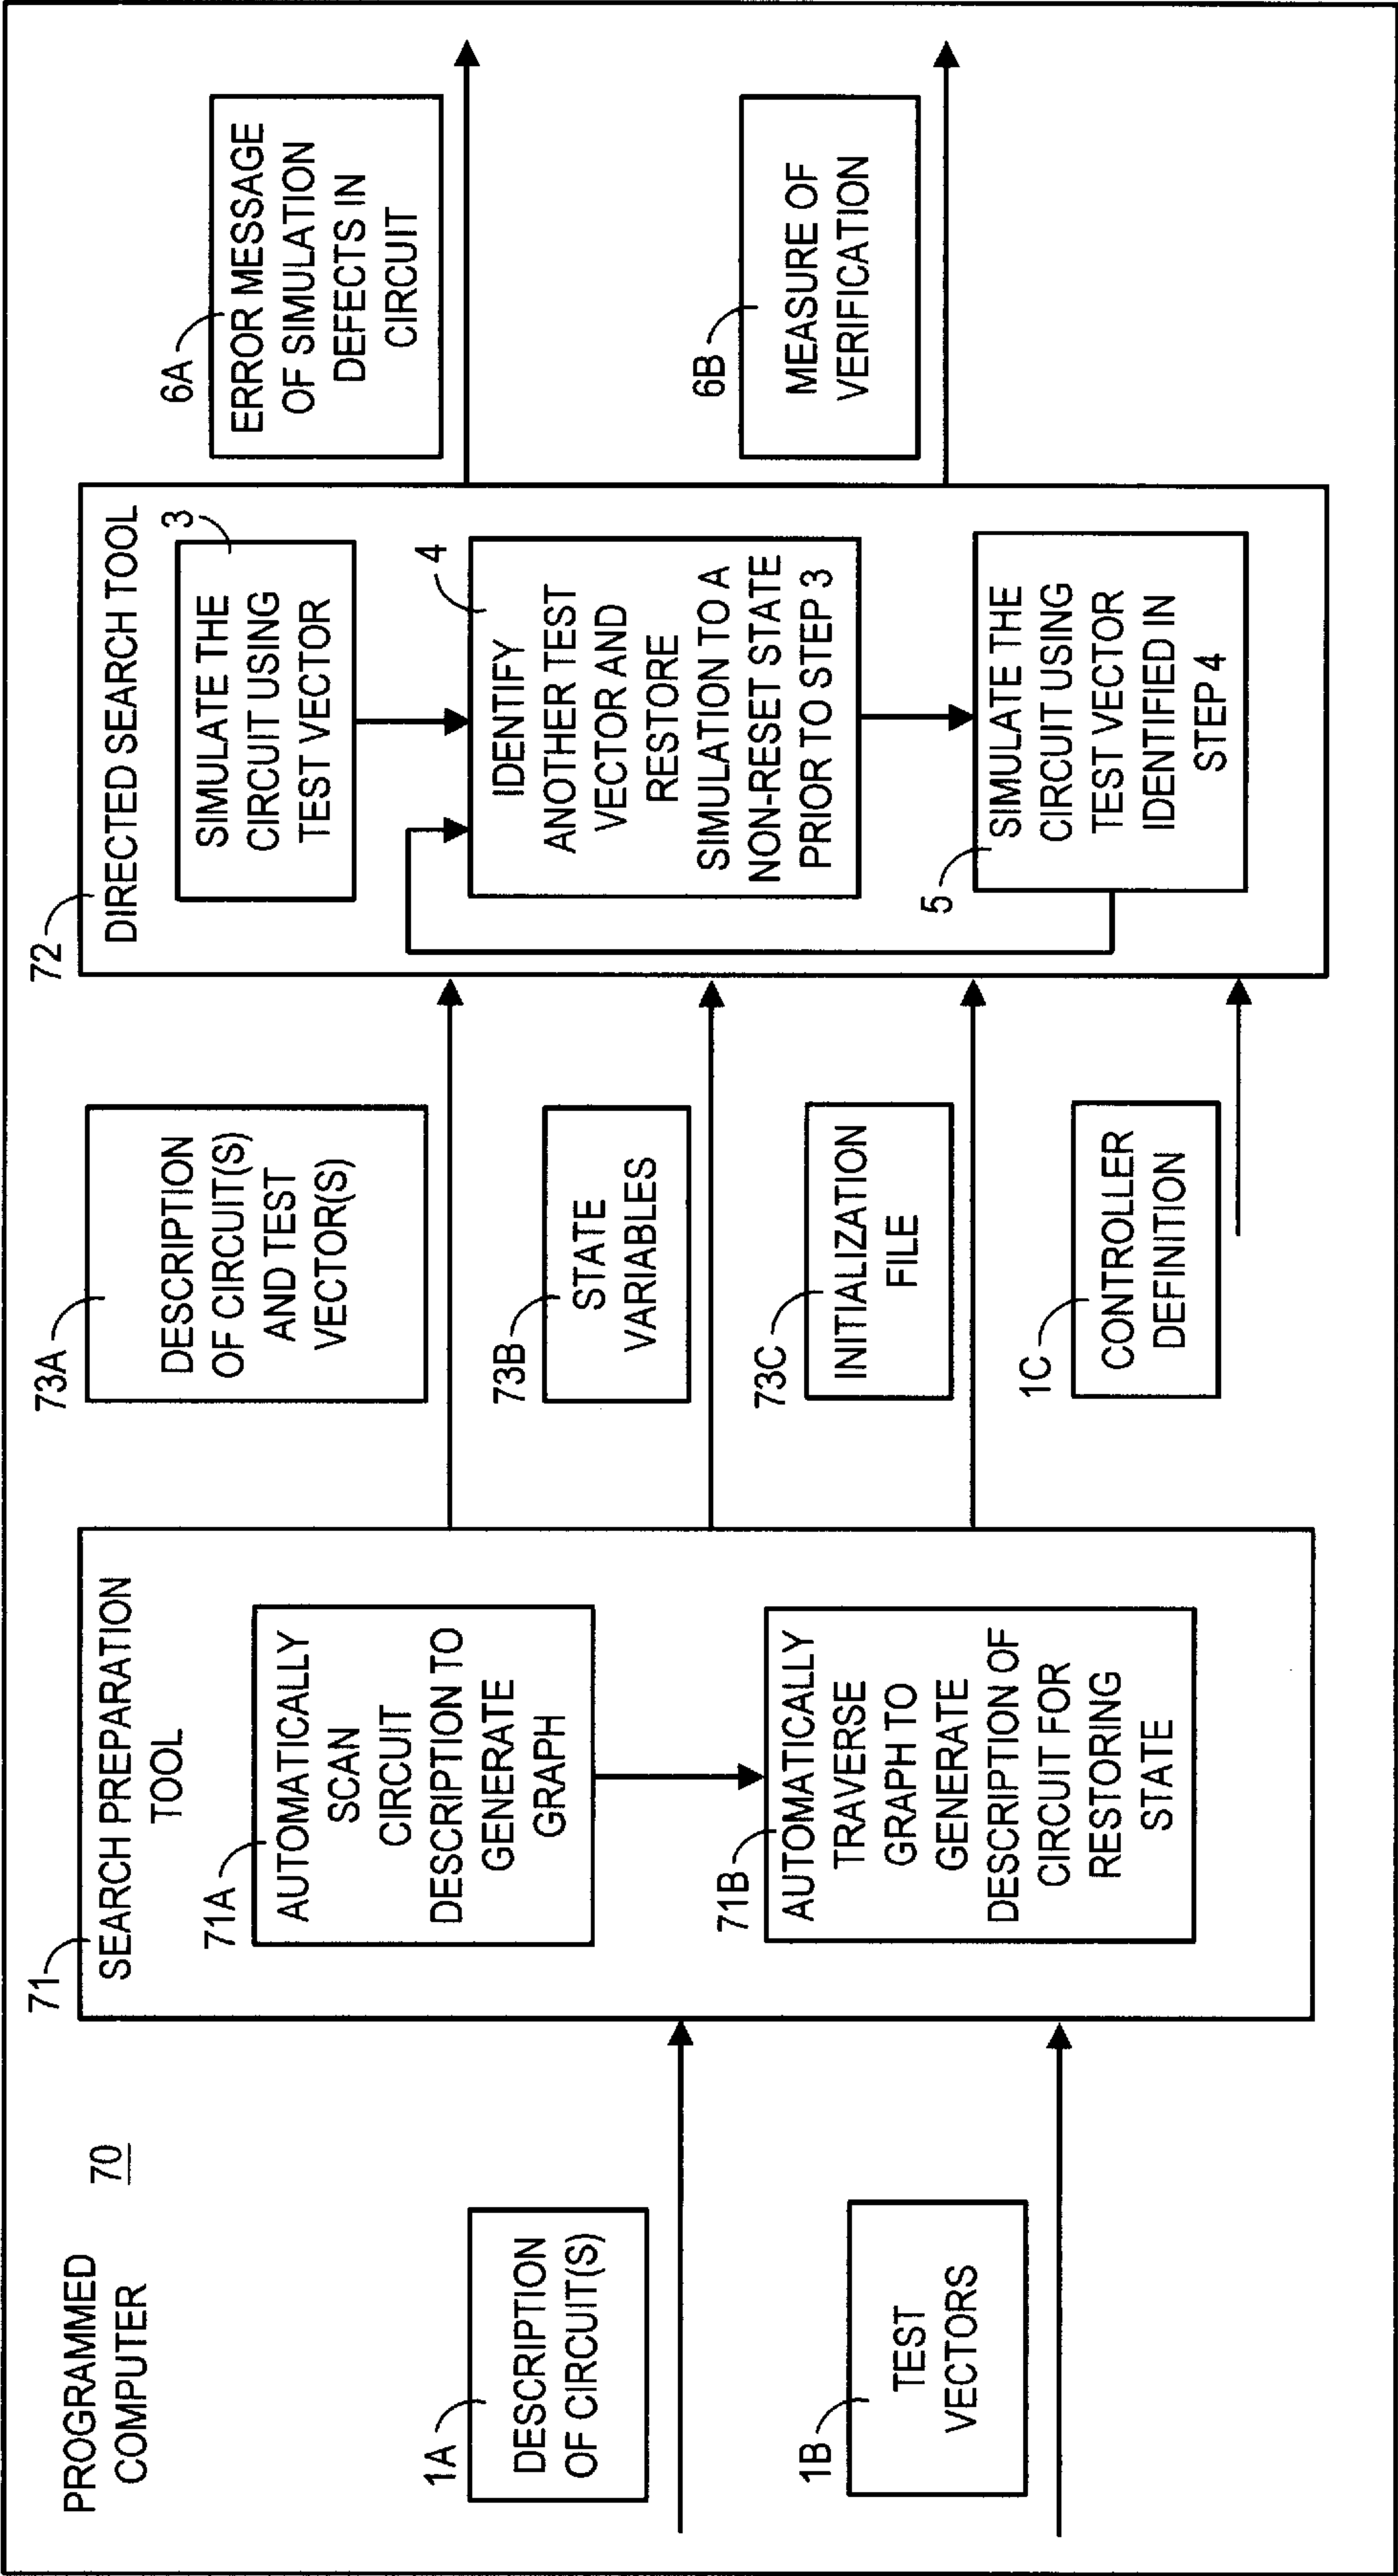 PROGRAMMED
COMPUTER
70
1A
DESCRIPTION
OF CIRCUIT(S)
1B
TEST
VECTORS
71
SEARCH PREPARATION
TOOL
71A
AUTOMATICALLY
SCAN
CIRCUIT
DESCRIPTION TO
GENERATE
GRAPH
71B
AUTOMATICALLY
TRAVERSE
GRAPH TO
GENERATE
DESCRIPTION OF
CIRCUIT FOR
RESTORING
STATE
73A
DESCRIPTION
OF CIRCUIT(S)
AND TEST
VECTOR(S)
73B
STATE
VARIABLES
73C
INITIALIZATION
FILE
1C
CONTROLLER
DEFINITION
72
DIRECTED SEARCH TOOL
3
SIMULATE THE
CIRCUIT USING
TEST VECTOR
4
IDENTIFY
ANOTHER TEST
VECTOR AND
RESTORE
SIMULATION TO A
NON-RESET STATE
PRIOR TO STEP 3
5
SIMULATE THE
CIRCUIT USING
TEST VECTOR
IDENTIFIED IN
STEP 4
6A
ERROR MESSAGE
OF SIMULATION
DEFECTS IN
CIRCUIT
6B
MEASURE OF
VERIFICATION